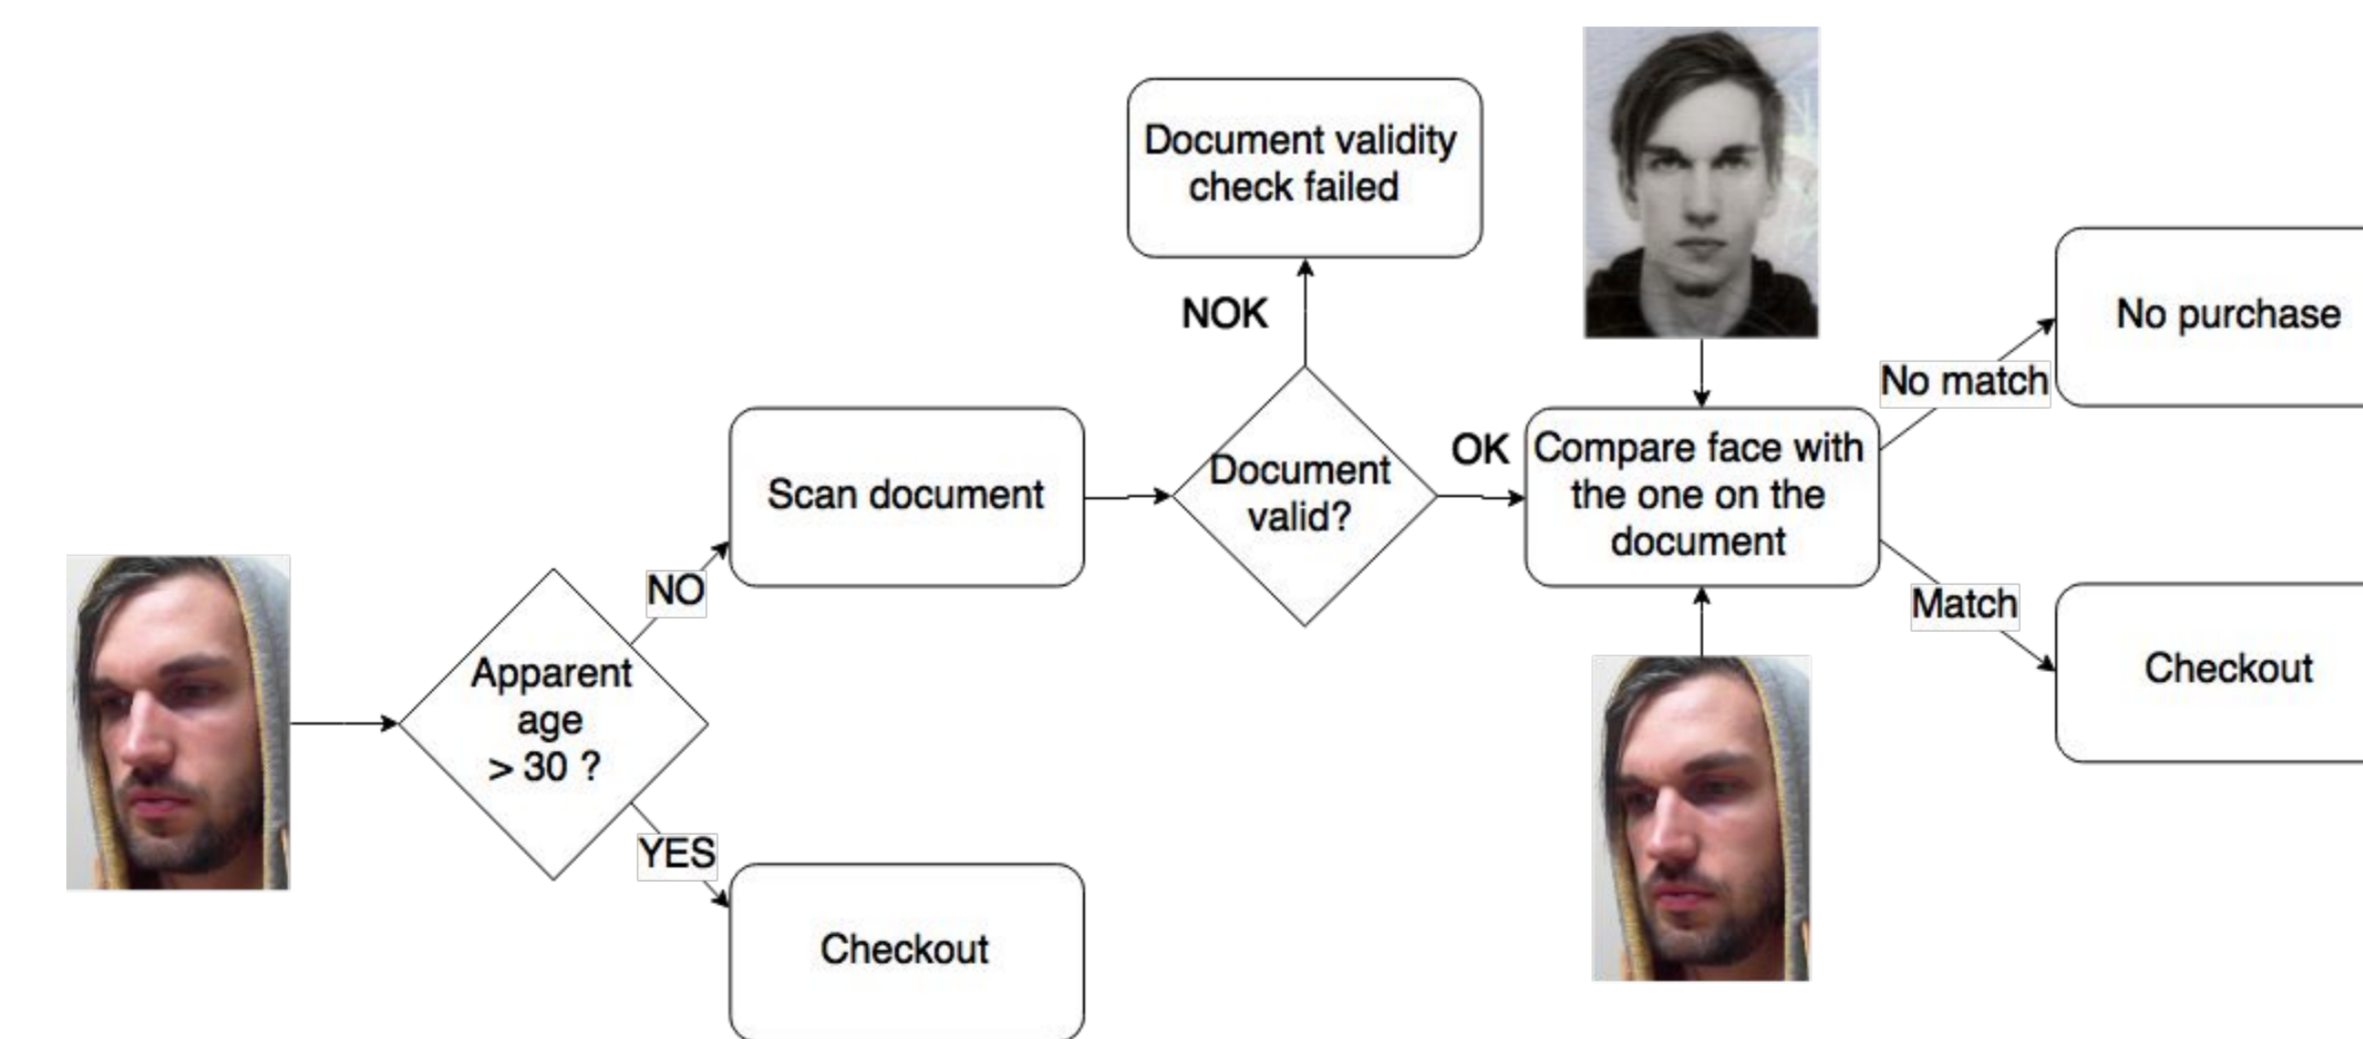 Document validity
check failed
NOK
No purchase
No match
OK
Compare face with
the one on the
document
Document
valid?
Scan document
NO
Match
Apparent
age
> 30 ?
Checkout
YES
Checkout